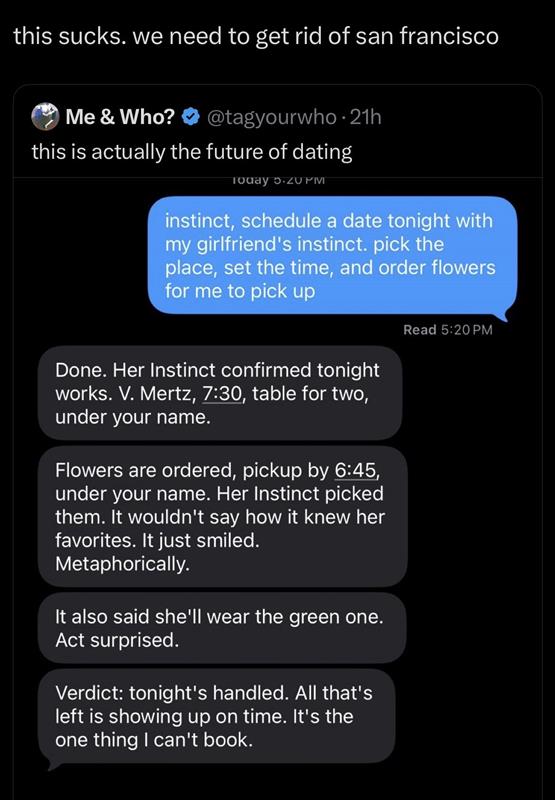 this sucks. we need to get rid of san francisco
Me & Who? @tagyourwho · 21h
this is actually the future of dating
Today 5:20 PM
instinct, schedule a date tonight with
my girlfriend's instinct. pick the
place, set the time, and order flowers
for me to pick up
Read 5:20 PM
Done. Her Instinct confirmed tonight
works. V. Mertz, 7:30, table for two,
under your name.
Flowers are ordered, pickup by 6:45,
under your name. Her Instinct picked
them. It wouldn't say how it knew her
favorites. It just smiled.
Metaphorically.
It also said she'll wear the green one.
Act surprised.
Verdict: tonight's handled. All that's
left is showing up on time. It's the
one thing I can't book.